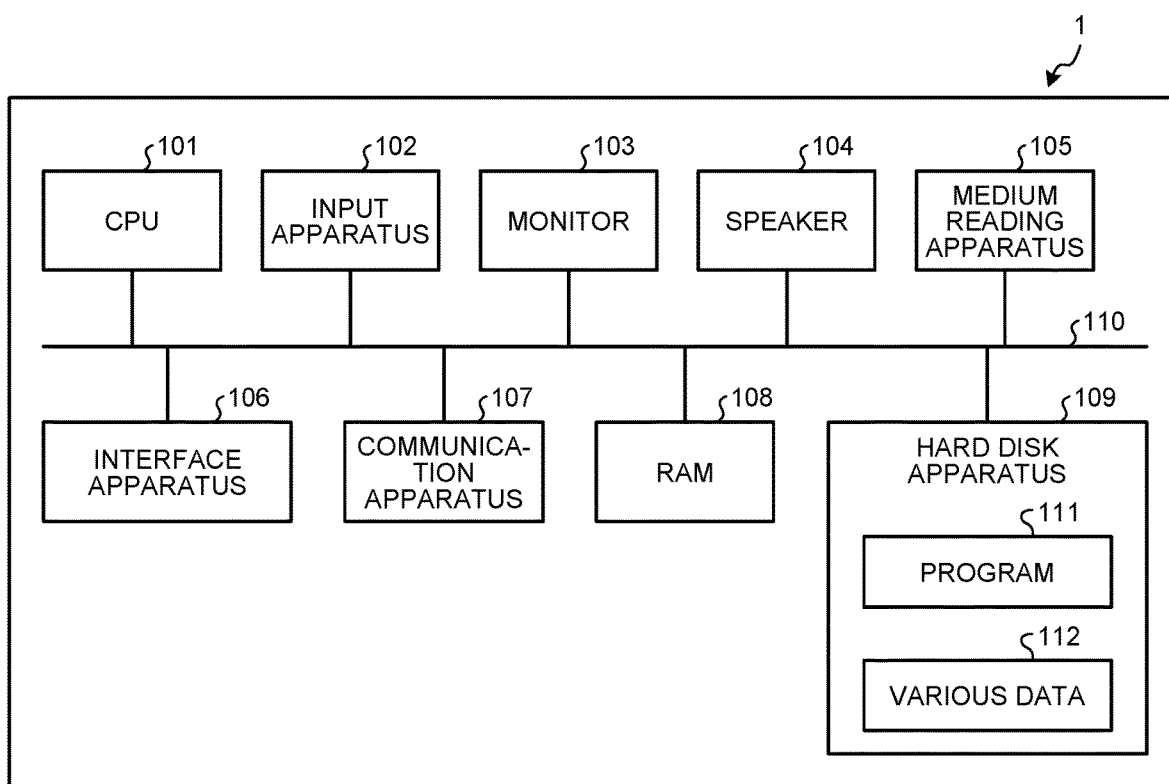 1
101
102
103
104
105
CPU
INPUT
APPARATUS
MONITOR
SPEAKER
MEDIUM
READING
APPARATUS
110
106
107
108
109
INTERFACE
APPARATUS
COMMUNICA-
TION
APPARATUS
RAM
HARD DISK
APPARATUS
111
PROGRAM
112
VARIOUS DATA